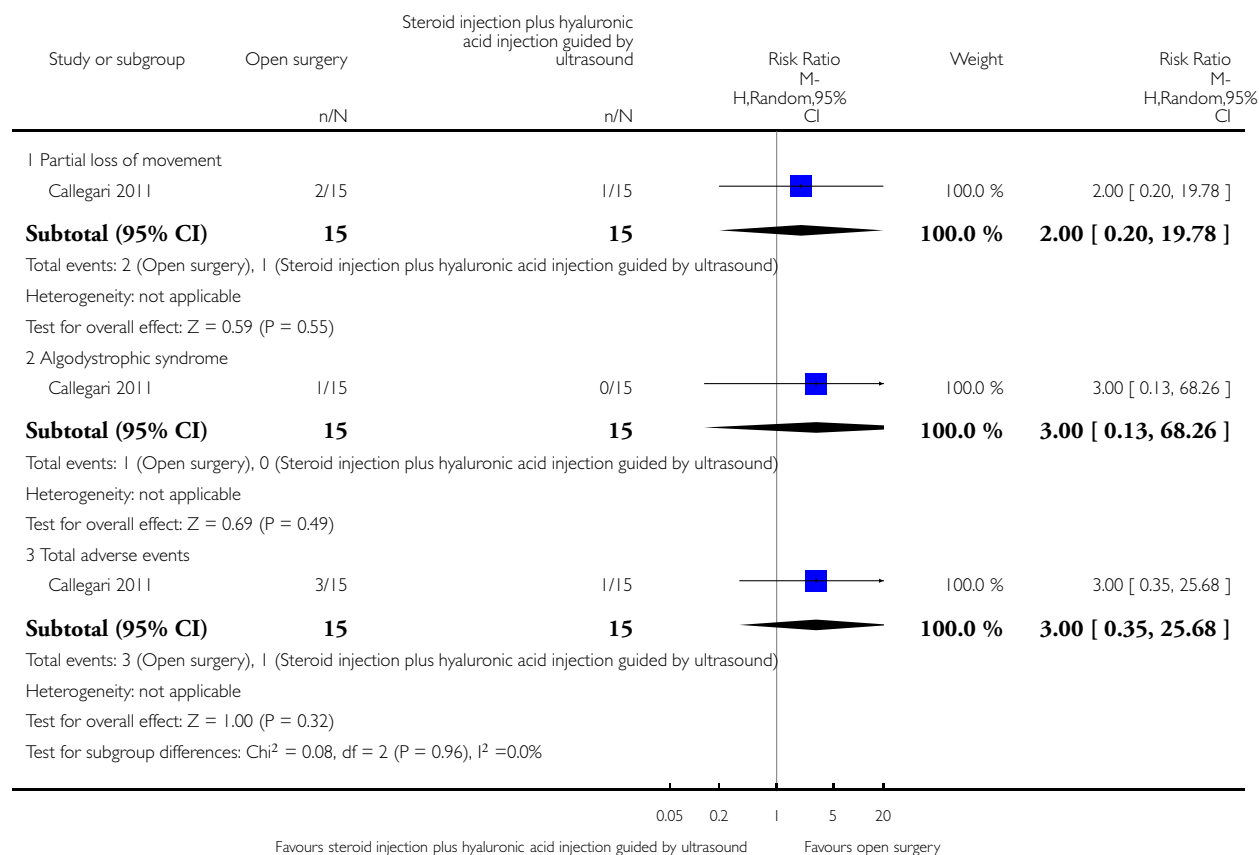 Study or subgroup Open surgery Steroid injection plus hyaluronic acid injection guided by ultrasound Risk Ratio Weight Risk Ratio
n/N n/N M-H,Random,95% CI M-H,Random,95% CI
1 Partial loss of movement
Callegari 2011 2/15 1/15 100.0 % 2.00 [ 0.20, 19.78 ]
Subtotal (95% CI) 15 15 100.0 % 2.00 [ 0.20, 19.78 ]
Total events: 2 (Open surgery), 1 (Steroid injection plus hyaluronic acid injection guided by ultrasound)
Heterogeneity: not applicable
Test for overall effect: Z = 0.59 (P = 0.55)
2 Algodystrophic syndrome
Callegari 2011 1/15 0/15 100.0 % 3.00 [ 0.13, 68.26 ]
Subtotal (95% CI) 15 15 100.0 % 3.00 [ 0.13, 68.26 ]
Total events: 1 (Open surgery), 0 (Steroid injection plus hyaluronic acid injection guided by ultrasound)
Heterogeneity: not applicable
Test for overall effect: Z = 0.69 (P = 0.49)
3 Total adverse events
Callegari 2011 3/15 1/15 100.0 % 3.00 [ 0.35, 25.68 ]
Subtotal (95% CI) 15 15 100.0 % 3.00 [ 0.35, 25.68 ]
Total events: 3 (Open surgery), 1 (Steroid injection plus hyaluronic acid injection guided by ultrasound)
Heterogeneity: not applicable
Test for overall effect: Z = 1.00 (P = 0.32)
Test for subgroup differences: Chi² = 0.08, df = 2 (P = 0.96), I² =0.0%
0.05 0.2 1 5 20
Favours steroid injection plus hyaluronic acid injection guided by ultrasound Favours open surgery